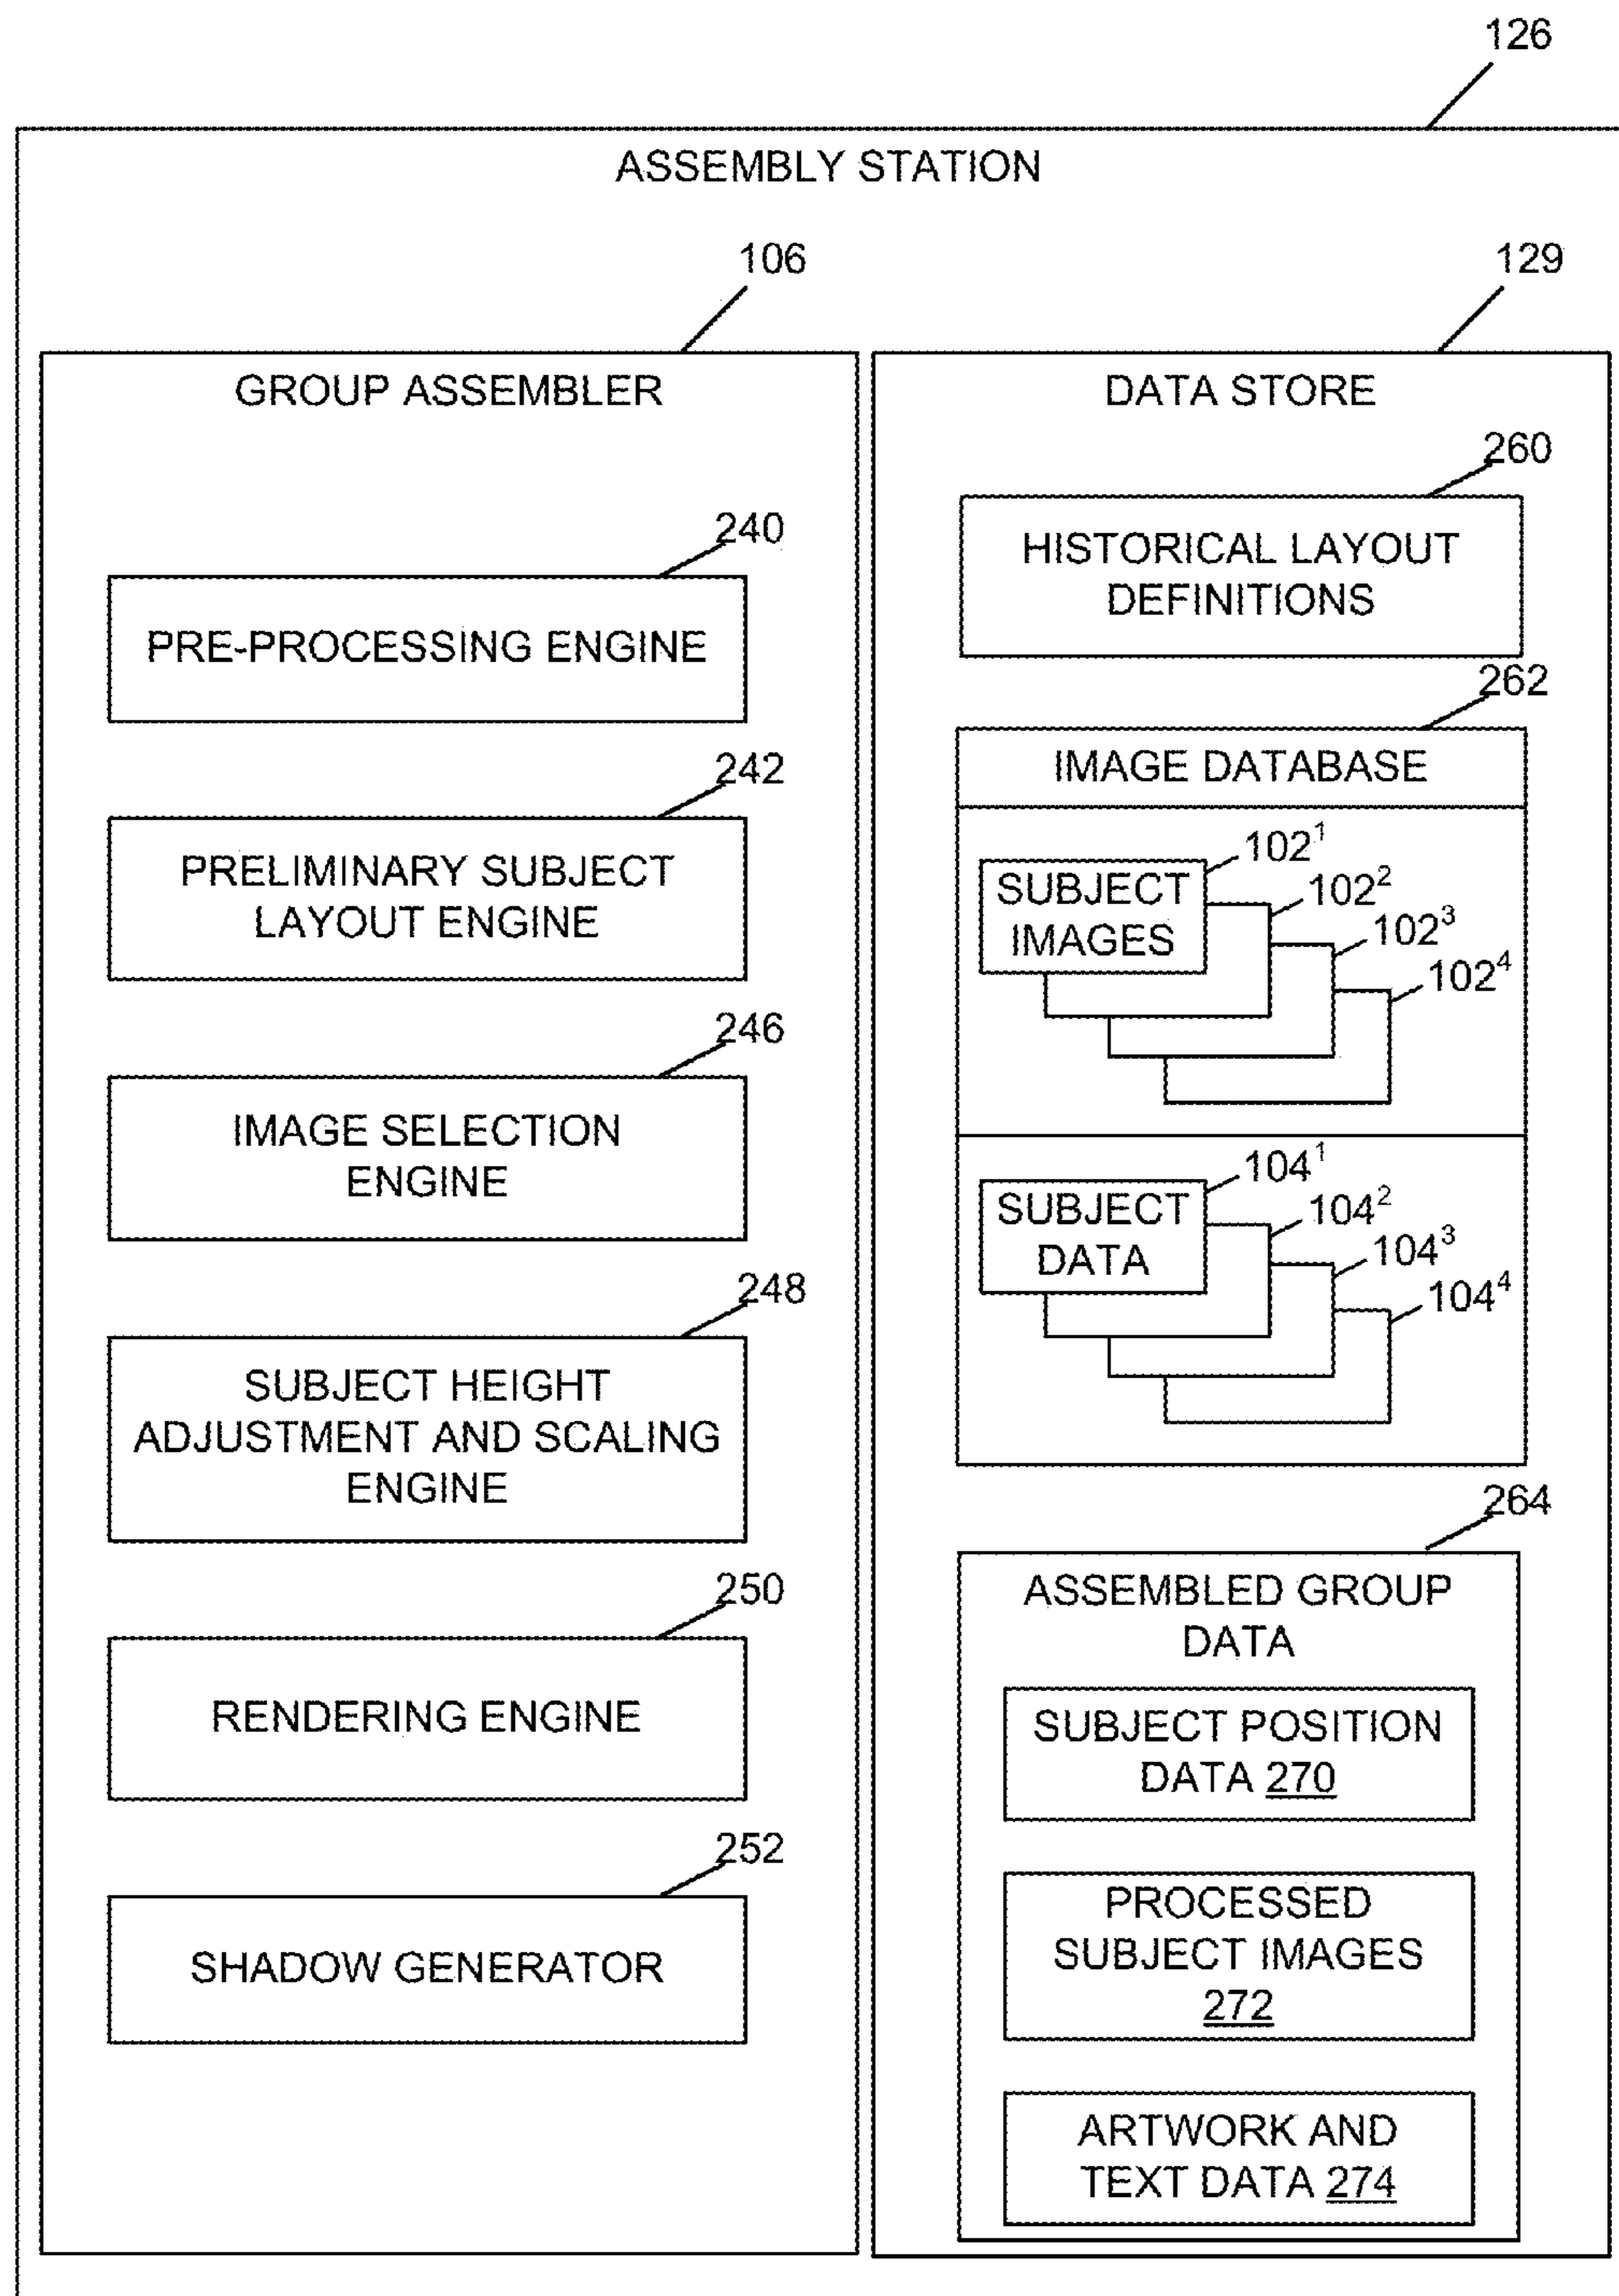 126
ASSEMBLY STATION
106
GROUP ASSEMBLER
240
PRE-PROCESSING ENGINE
242
PRELIMINARY SUBJECT
LAYOUT ENGINE
246
IMAGE SELECTION
ENGINE
248
SUBJECT HEIGHT
ADJUSTMENT AND SCALING
ENGINE
250
RENDERING ENGINE
252
SHADOW GENERATOR
129
DATA STORE
260
HISTORICAL LAYOUT
DEFINITIONS
262
IMAGE DATABASE
SUBJECT
IMAGES
102¹
102²
102³
102⁴
SUBJECT
DATA
104¹
104²
104³
104⁴
264
ASSEMBLED GROUP
DATA
SUBJECT POSITION
DATA 270
PROCESSED
SUBJECT IMAGES
272
ARTWORK AND
TEXT DATA 274